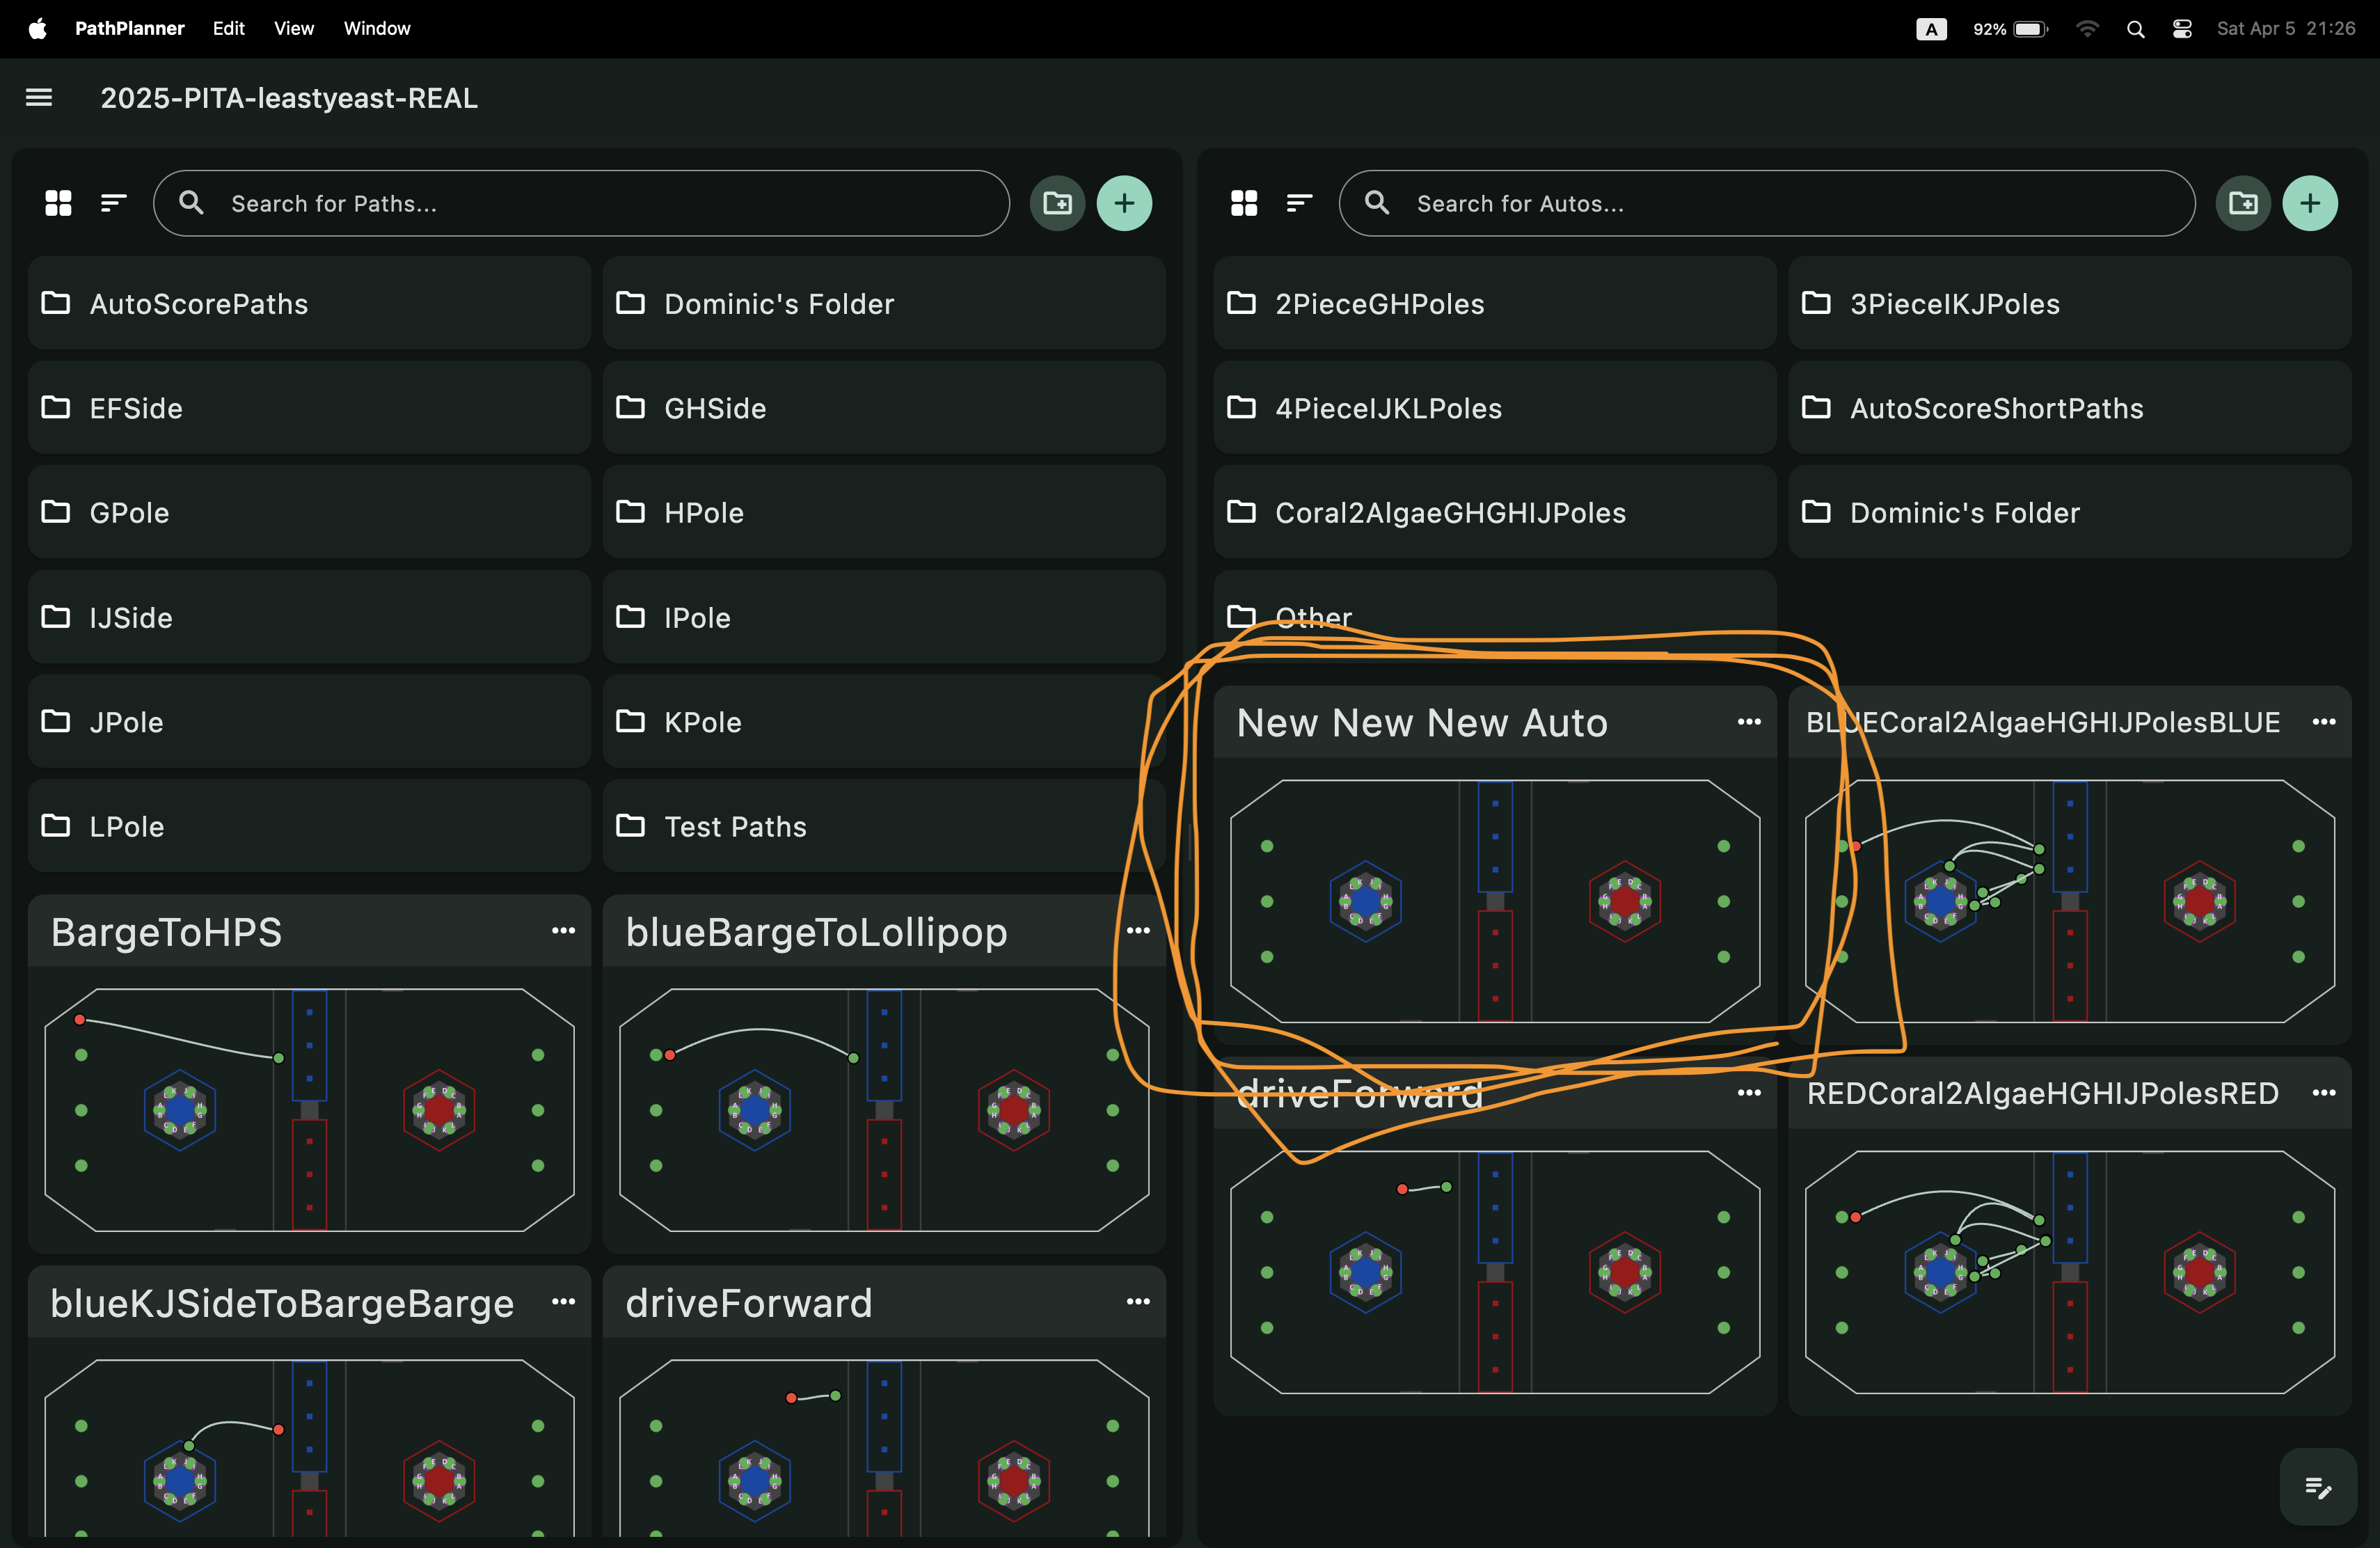 PathPlanner Edit View Window A 92% Sat Apr 5 21:26
2025-PITA-leastyeast-REAL
Search for Paths...
AutoScorePaths
Dominic's Folder
EFSide
GHSide
GPole
HPole
IJSide
IPole
JPole
KPole
LPole
Test Paths
BargeToHPS
blueBargeToLollipop
blueKJSideToBargeBarge
driveForward
Search for Autos...
2PieceGHPoles
3PieceIKJPoles
4PieceIJKLPoles
AutoScoreShortPaths
Coral2AlgaeGHGHIJPoles
Dominic's Folder
Other
New New New Auto
BLUECoral2AlgaeHGHIJPolesBLUE
driveForward
REDCoral2AlgaeHGHIJPolesRED